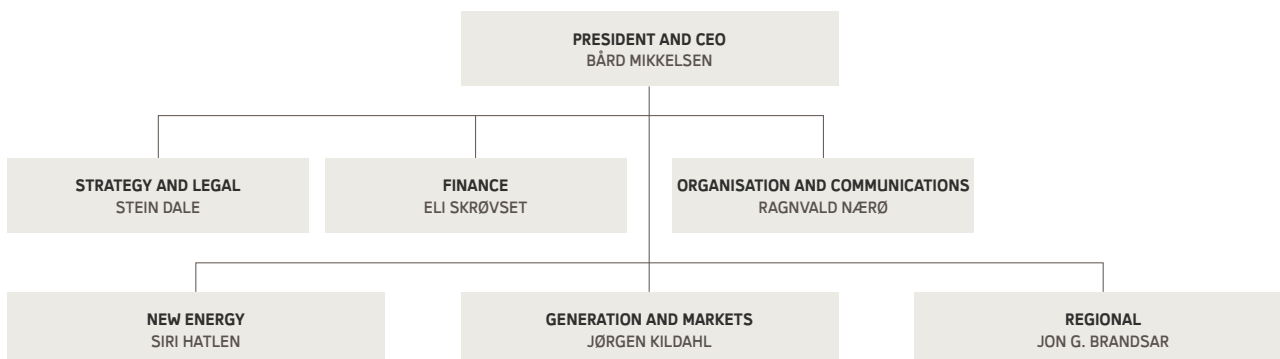 PRESIDENT AND CEO
BÅRD MIKKELSEN
STRATEGY AND LEGAL
STEIN DALE
FINANCE
ELI SKRØVSET
ORGANISATION AND COMMUNICATIONS
RAGNVALD NÆRØ
NEW ENERGY
SIRI HATLEN
GENERATION AND MARKETS
JØRGEN KILDAHL
REGIONAL
JON G. BRANDSAR